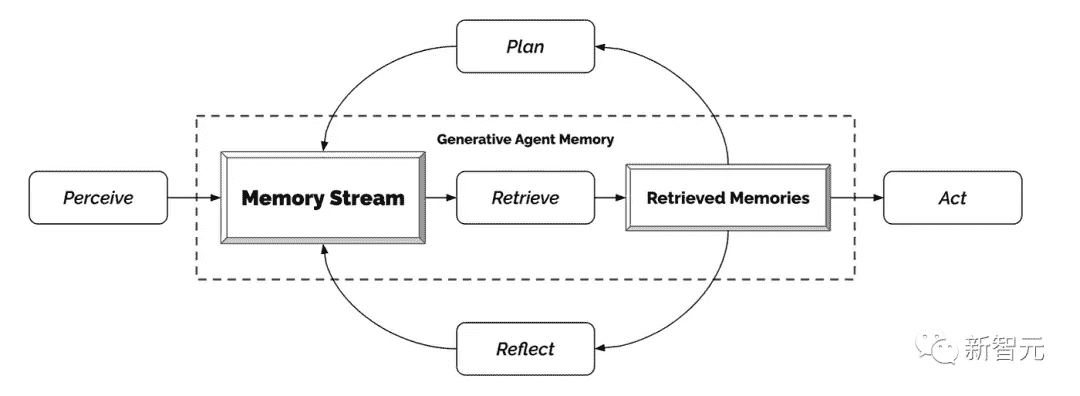 Plan
Generative Agent Memory
Perceive
Memory Stream
Retrieve
Retrieved Memories
Act
Reflect
新智元